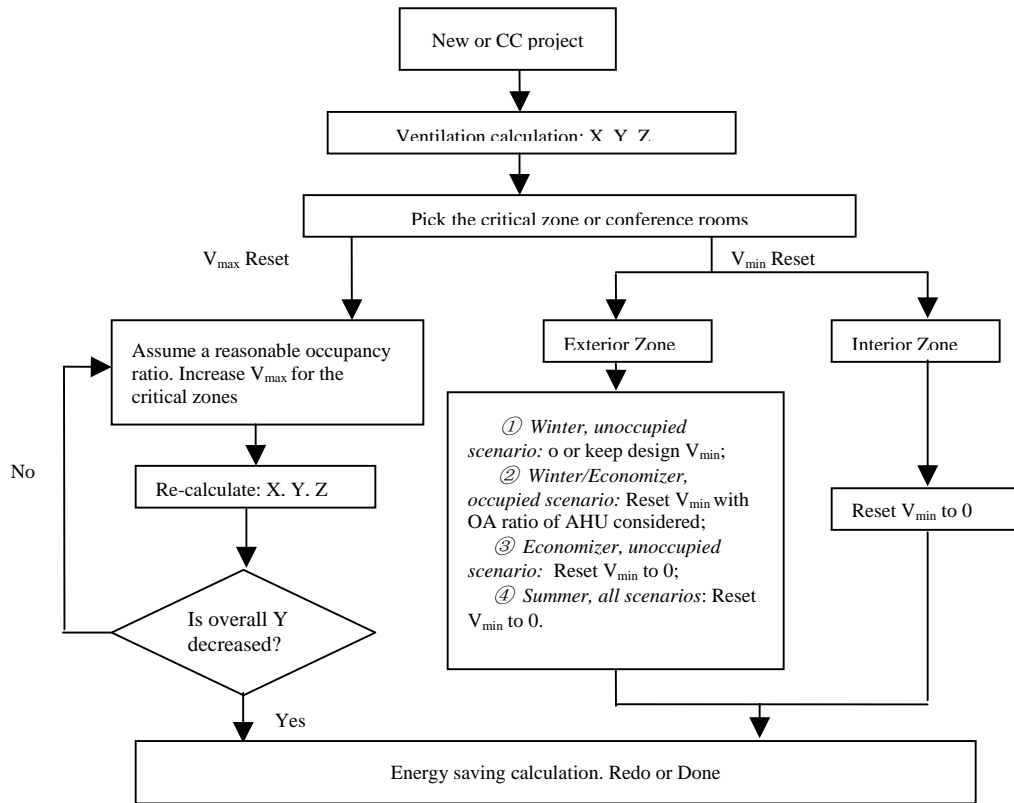 New or CC project
Ventilation calculation: X, Y, Z
Pick the critical zone or conference rooms
Vmax Reset
Vmin Reset
Assume a reasonable occupancy
ratio. Increase Vmax for the
critical zones
Exterior Zone
Interior Zone
① Winter, unoccupied
scenario: o or keep design Vmin;
② Winter/Economizer,
occupied scenario: Reset Vmin with
OA ratio of AHU considered;
③ Economizer, unoccupied
scenario: Reset Vmin to 0;
④ Summer, all scenarios: Reset
Vmin to 0.
No
Re-calculate: X, Y, Z
Reset Vmin to 0
Is overall Y
decreased?
Yes
Energy saving calculation. Redo or Done